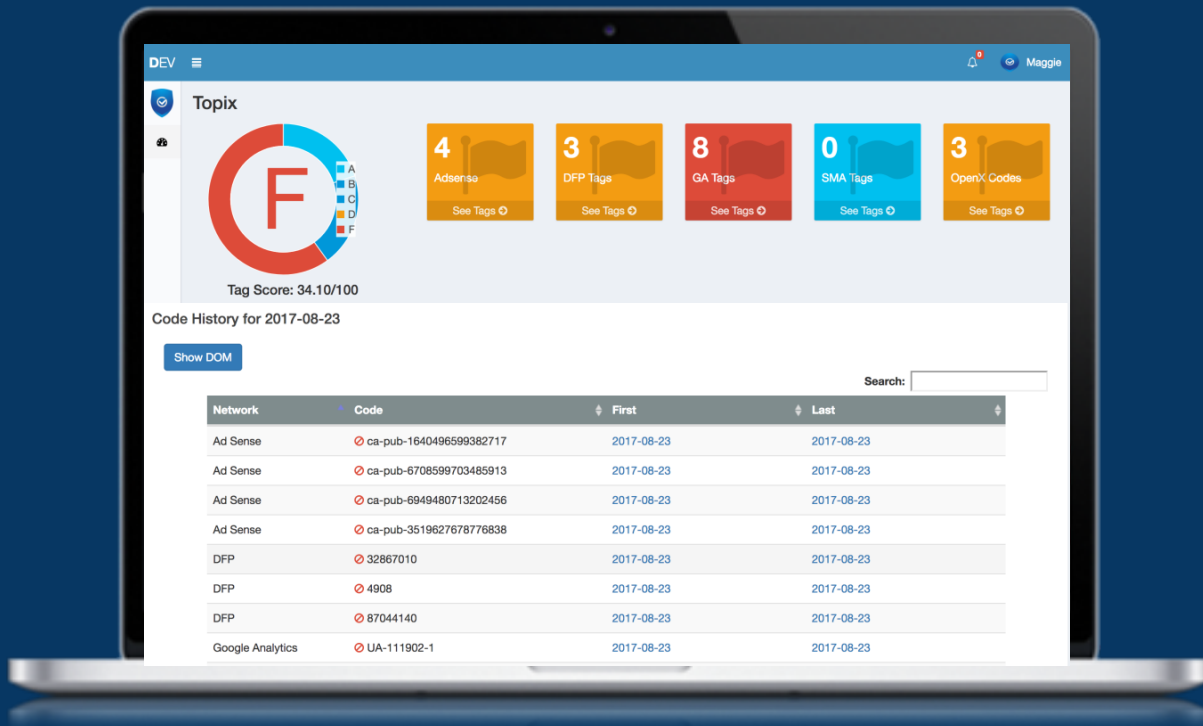 DEV
0
Maggie
Topix
F
A
B
C
D
F
Tag Score: 34.10/100
4
Adsense
See Tags
3
DFP Tags
See Tags
8
GA Tags
See Tags
0
SMA Tags
See Tags
3
OpenX Codes
See Tags
Code History for 2017-08-23
Show DOM
Search:
Network Code First Last
Ad Sense ca-pub-1640496599382717 2017-08-23 2017-08-23
Ad Sense ca-pub-6708599703485913 2017-08-23 2017-08-23
Ad Sense ca-pub-6949480713202456 2017-08-23 2017-08-23
Ad Sense ca-pub-3519627678776838 2017-08-23 2017-08-23
DFP 32867010 2017-08-23 2017-08-23
DFP 4908 2017-08-23 2017-08-23
DFP 87044140 2017-08-23 2017-08-23
Google Analytics UA-111902-1 2017-08-23 2017-08-23